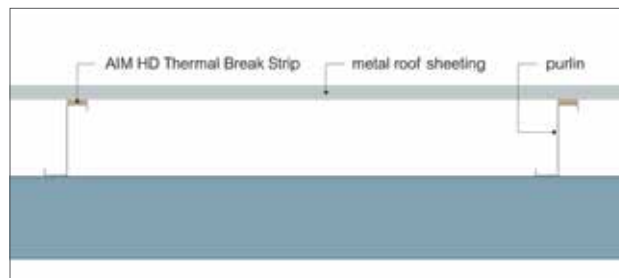 AIM HD Thermal Break Strip
metal roof sheeting
purlin